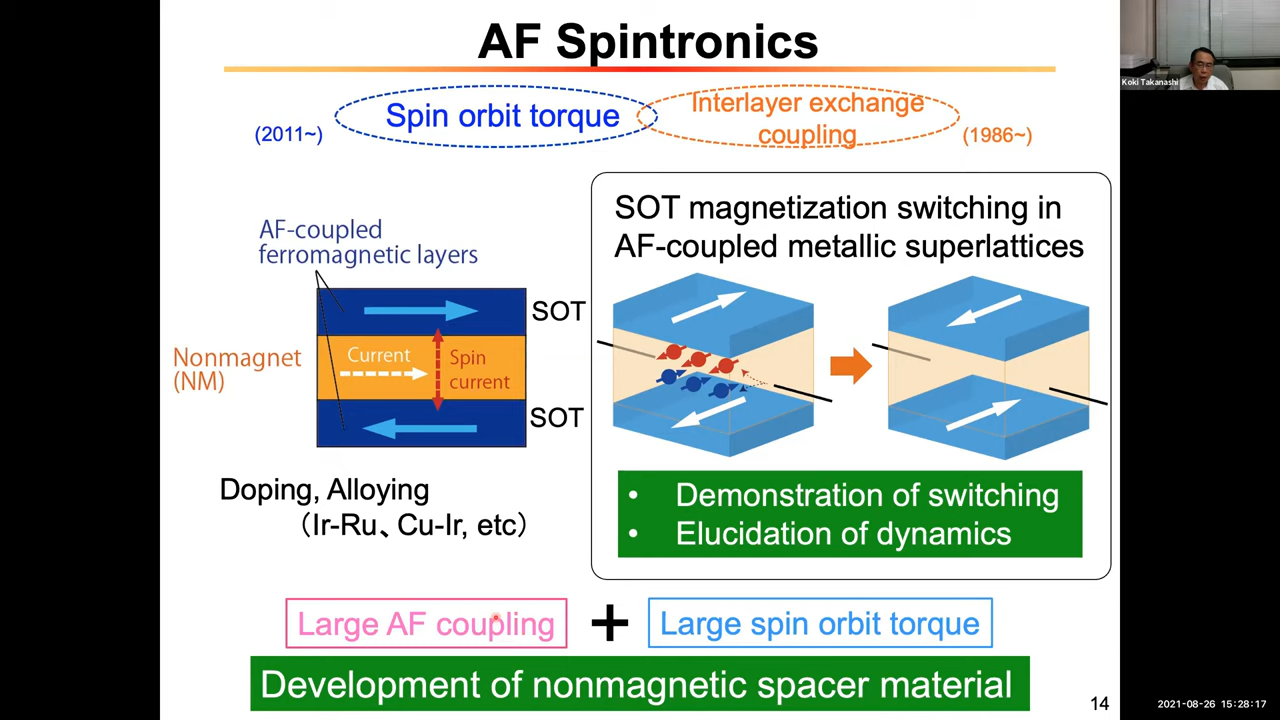 AF Spintronics
Koki Takanashi
Spin orbit torque
Interlayer exchange
coupling
(2011~)
(1986~)
AF-coupled
ferromagnetic layers
SOT
Nonmagnet
(NM)
Current
Spin
current
SOT
Doping, Alloying
（Ir-Ru、Cu-Ir, etc）
SOT magnetization switching in
AF-coupled metallic superlattices
• Demonstration of switching
• Elucidation of dynamics
Large AF coupling
+
Large spin orbit torque
Development of nonmagnetic spacer material
14
2021-08-26 15:28:17